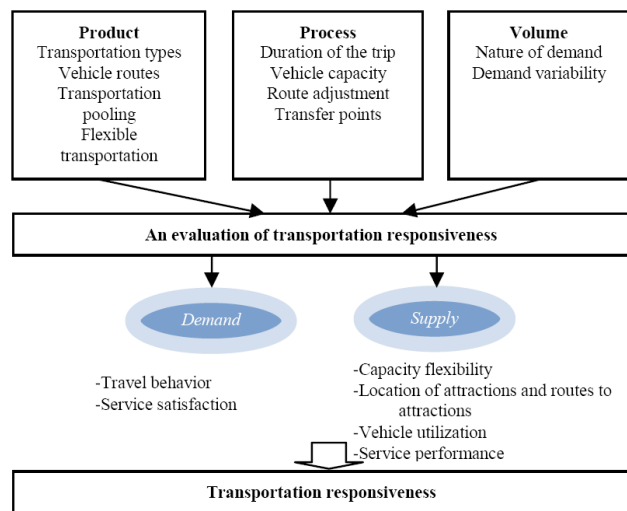 Product
Transportation types
Vehicle routes
Transportation
pooling
Flexible
transportation
Process
Duration of the trip
Vehicle capacity
Route adjustment
Transfer points
Volume
Nature of demand
Demand variability
An evaluation of transportation responsiveness
Demand
Supply
-Travel behavior
-Service satisfaction
-Capacity flexibility
-Location of attractions and routes to
attractions
-Vehicle utilization
-Service performance
Transportation responsiveness